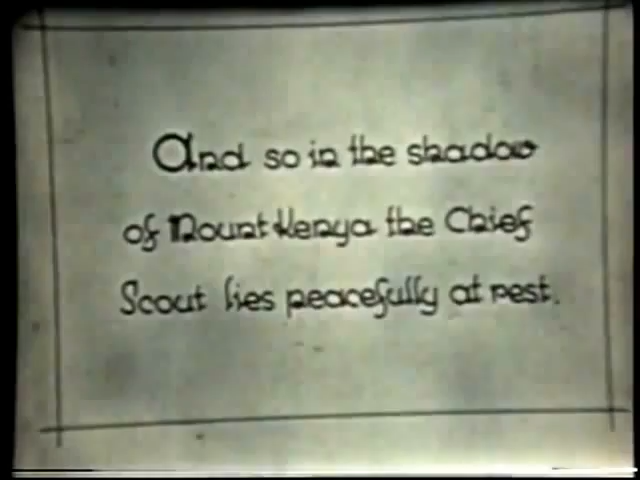 And so in the shadow
of Mount Kenya the Chief
Scout lies peacefully at rest.